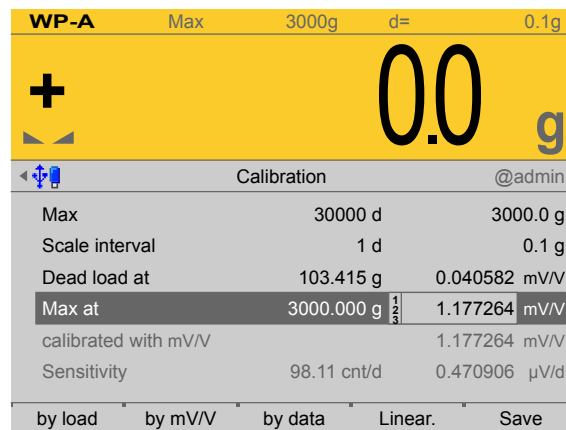 WP-A Max 3000g d= 0.1g
+ 0.0 g
Calibration @admin
Max 30000 d 3000.0 g
Scale interval 1 d 0.1 g
Dead load at 103.415 g 0.040582 mV/V
Max at 3000.000 g 123 1.177264 mV/V
calibrated with mV/V 1.177264 mV/V
Sensitivity 98.11 cnt/d 0.470906 µV/d
by load by mV/V by data Linear. Save